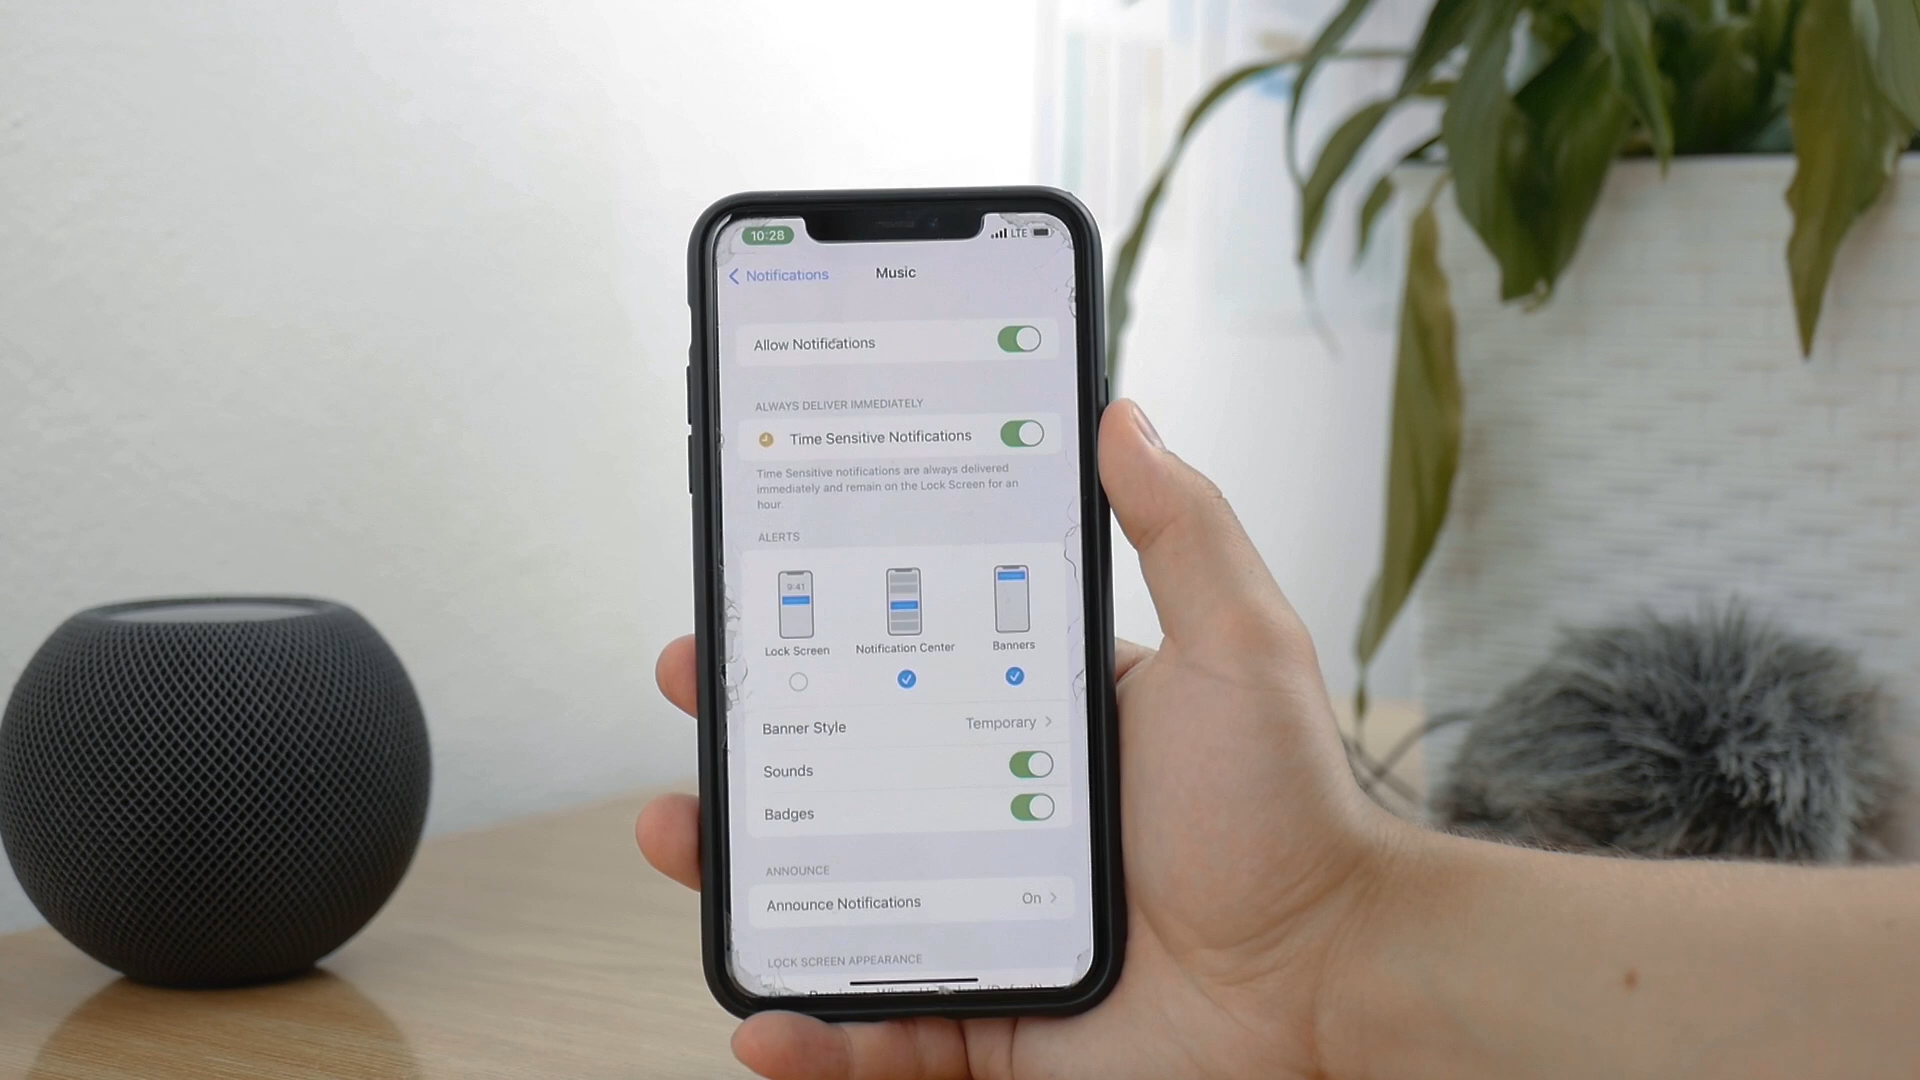 10:28 LTE
Notifications Music
Allow Notifications
ALWAYS DELIVER IMMEDIATELY
Time Sensitive Notifications
Time Sensitive notifications are always delivered
immediately and remain on the Lock Screen for an
hour.
ALERTS
9:41
Lock Screen Notification Center Banners
Banner Style Temporary
Sounds
Badges
ANNOUNCE
Announce Notifications On
LOCK SCREEN APPEARANCE